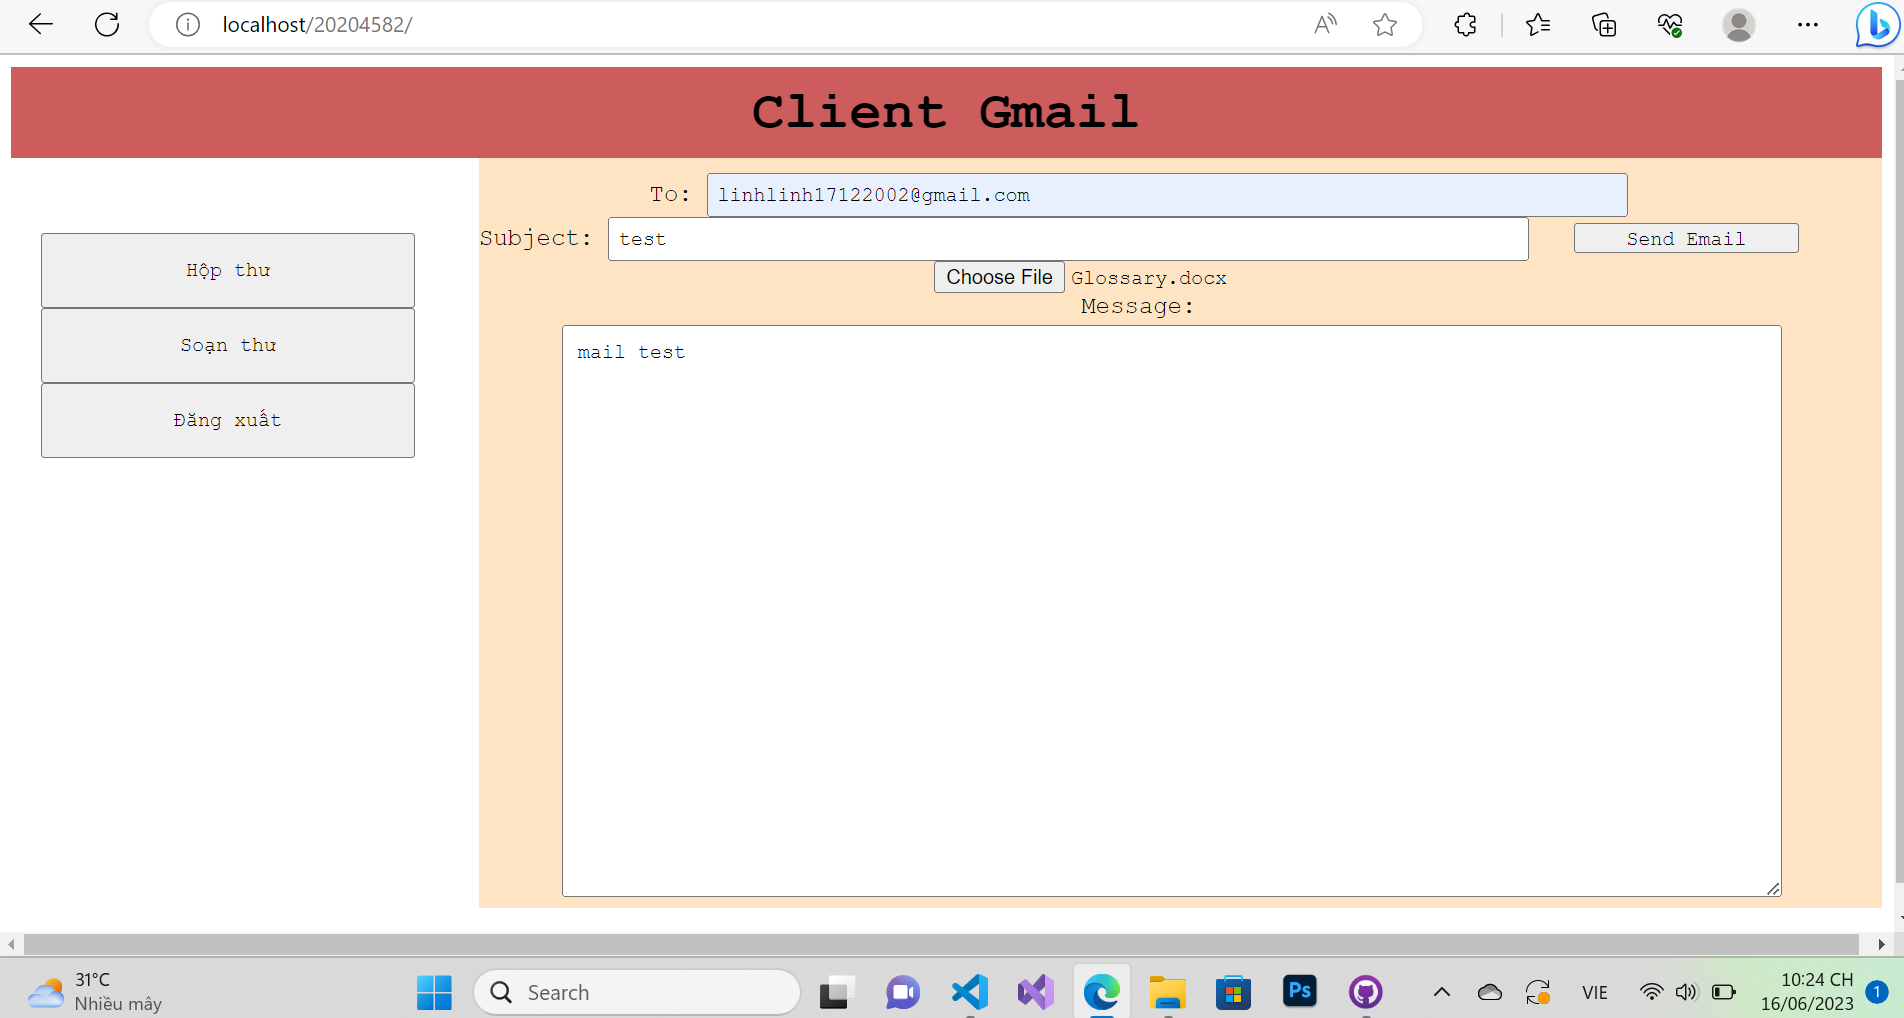 localhost/20204582/
Client Gmail
To: linhlinh17122002@gmail.com
Subject: test
Send Email
Choose File Glossary.docx
Message:
mail test
Hộp thư
Soạn thư
Đăng xuất
31°C
Nhiều mây
Search
Ps
VIE
10:24 CH
16/06/2023
1